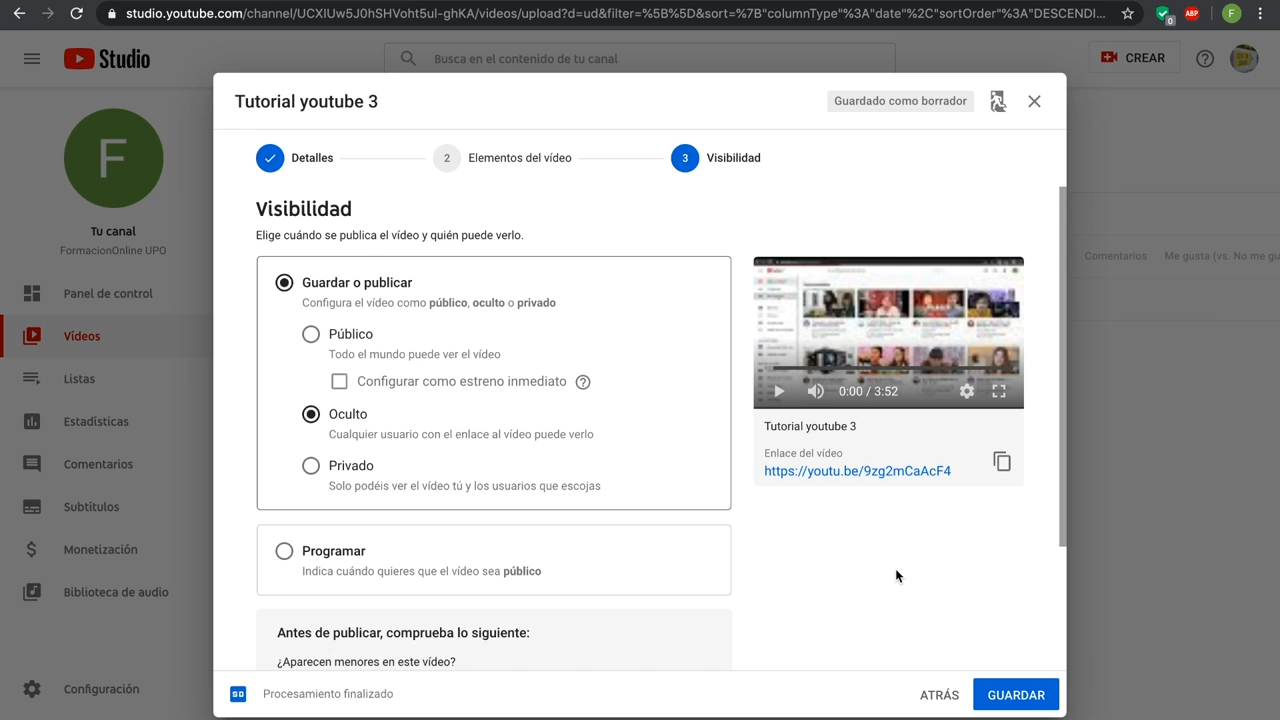 studio.youtube.com/channel/UCXIUw5J0hSHVoht5ul-ghKA/videos/upload?d=ud&filter=%5B%5D&sort=%7B"columnType"%3A"date"%2C"sortOrder"%3A"DESCENDI...
0
ABP
F
Studio
Busca en el contenido de tu canal
CREAR
F
Tu canal
FormacionOnline UPO
Panel de control
Vídeos
Listas
Estadísticas
Comentarios
Subtítulos
Monetización
Biblioteca de audio
Configuración
Tutorial youtube 3
Guardado como borrador
Detalles
2 Elementos del vídeo
3 Visibilidad
Visibilidad
Elige cuándo se publica el vídeo y quién puede verlo.
Guardar o publicar
Configura el vídeo como público, oculto o privado
Público
Todo el mundo puede ver el vídeo
Configurar como estreno inmediato
Oculto
Cualquier usuario con el enlace al vídeo puede verlo
Privado
Solo podéis ver el vídeo tú y los usuarios que escojas
Programar
Indica cuándo quieres que el vídeo sea público
Antes de publicar, comprueba lo siguiente:
¿Aparecen menores en este vídeo?
0:00 / 3:52
Tutorial youtube 3
Enlace del vídeo
https://youtu.be/9zg2mCaAcF4
Comentarios
Me gusta (vs. No me gu
SD
Procesamiento finalizado
ATRÁS
GUARDAR